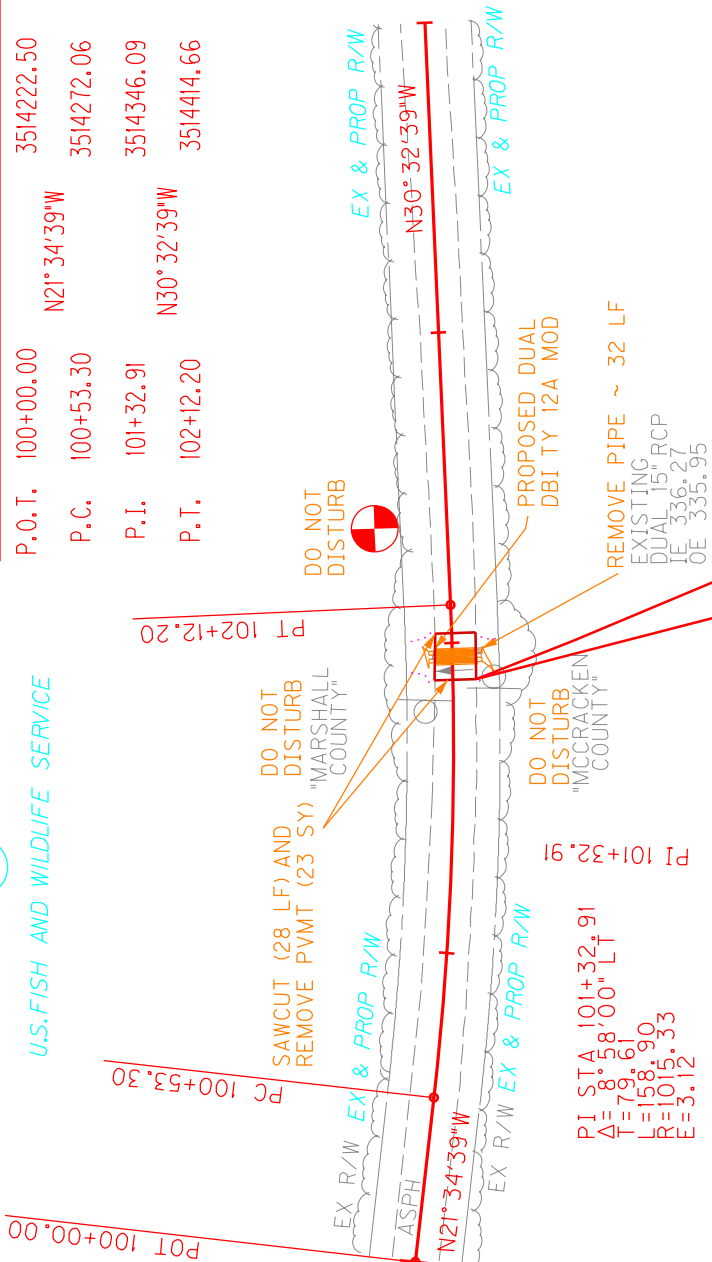 P.O.T. 100+00.00 3514222.50
N21°34'39"W
P.C. 100+53.30 3514272.06
P.I. 101+32.91 3514346.09
N30°32'39"W
P.T. 102+12.20 3514414.66
U.S.FISH AND WILDLIFE SERVICE
POT 100+00.00
PC 100+53.30
PT 102+12.20
DO NOT
DISTURB
DO NOT
DISTURB
"MARSHALL
COUNTY"
SAWCUT (28 LF) AND
REMOVE PVMT (23 SY)
EX R/W
EX & PROP R/W
EX & PROP R/W
ASPH
N21°34'39"W
N30°32'39"W
EX R/W
EX & PROP R/W
EX & PROP R/W
DO NOT
DISTURB
"MCCRACKEN
COUNTY"
PROPOSED DUAL
DBI TY 12A MOD
REMOVE PIPE ~ 32 LF
EXISTING
DUAL 15" RCP
IE 336.27
OE 335.95
PI 101+32.91
PI STA 101+32.91
Δ= 8°58'00" LT
T=79.61
L=158.90
R=1015.33
E=3.12